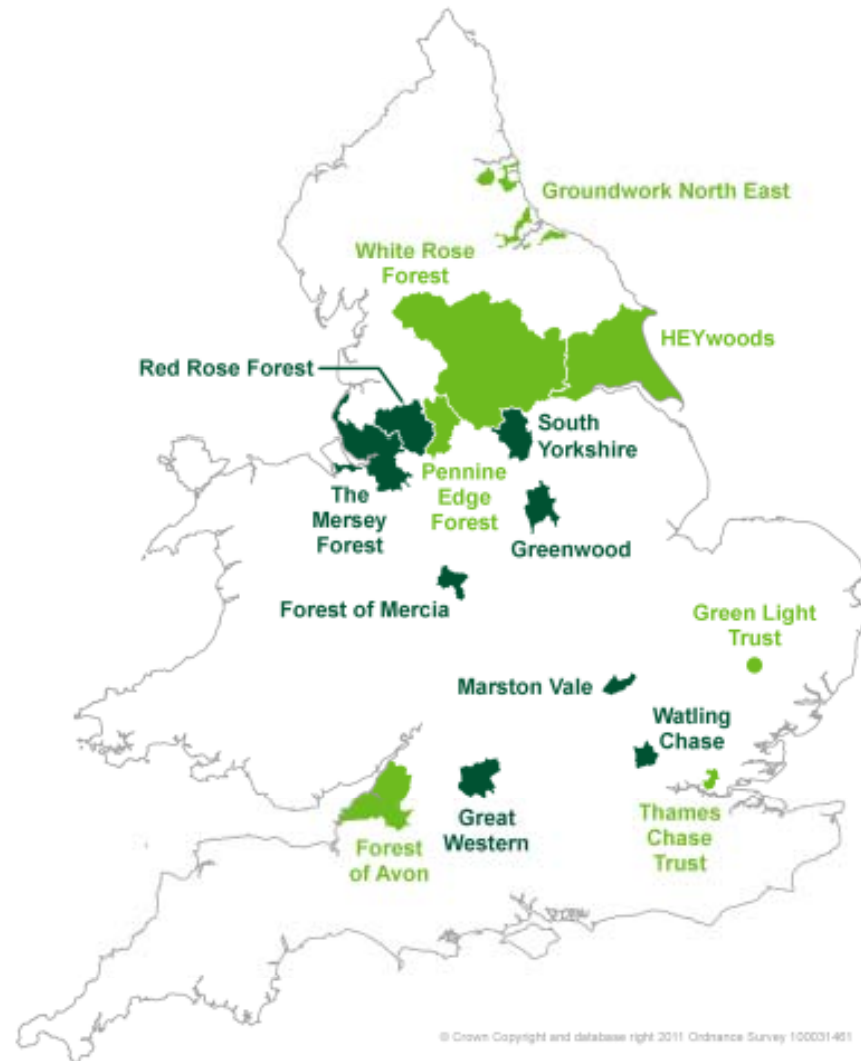 Groundwork North East
White Rose
Forest
HEYwoods
Red Rose Forest
South
Yorkshire
Pennine
Edge
Forest
The
Mersey
Forest
Greenwood
Forest of Mercia
Green Light
Trust
Marston Vale
Watling
Chase
Great
Western
Thames
Chase
Trust
Forest
of Avon
© Crown Copyright and database right 2011 Ordnance Survey 100031461